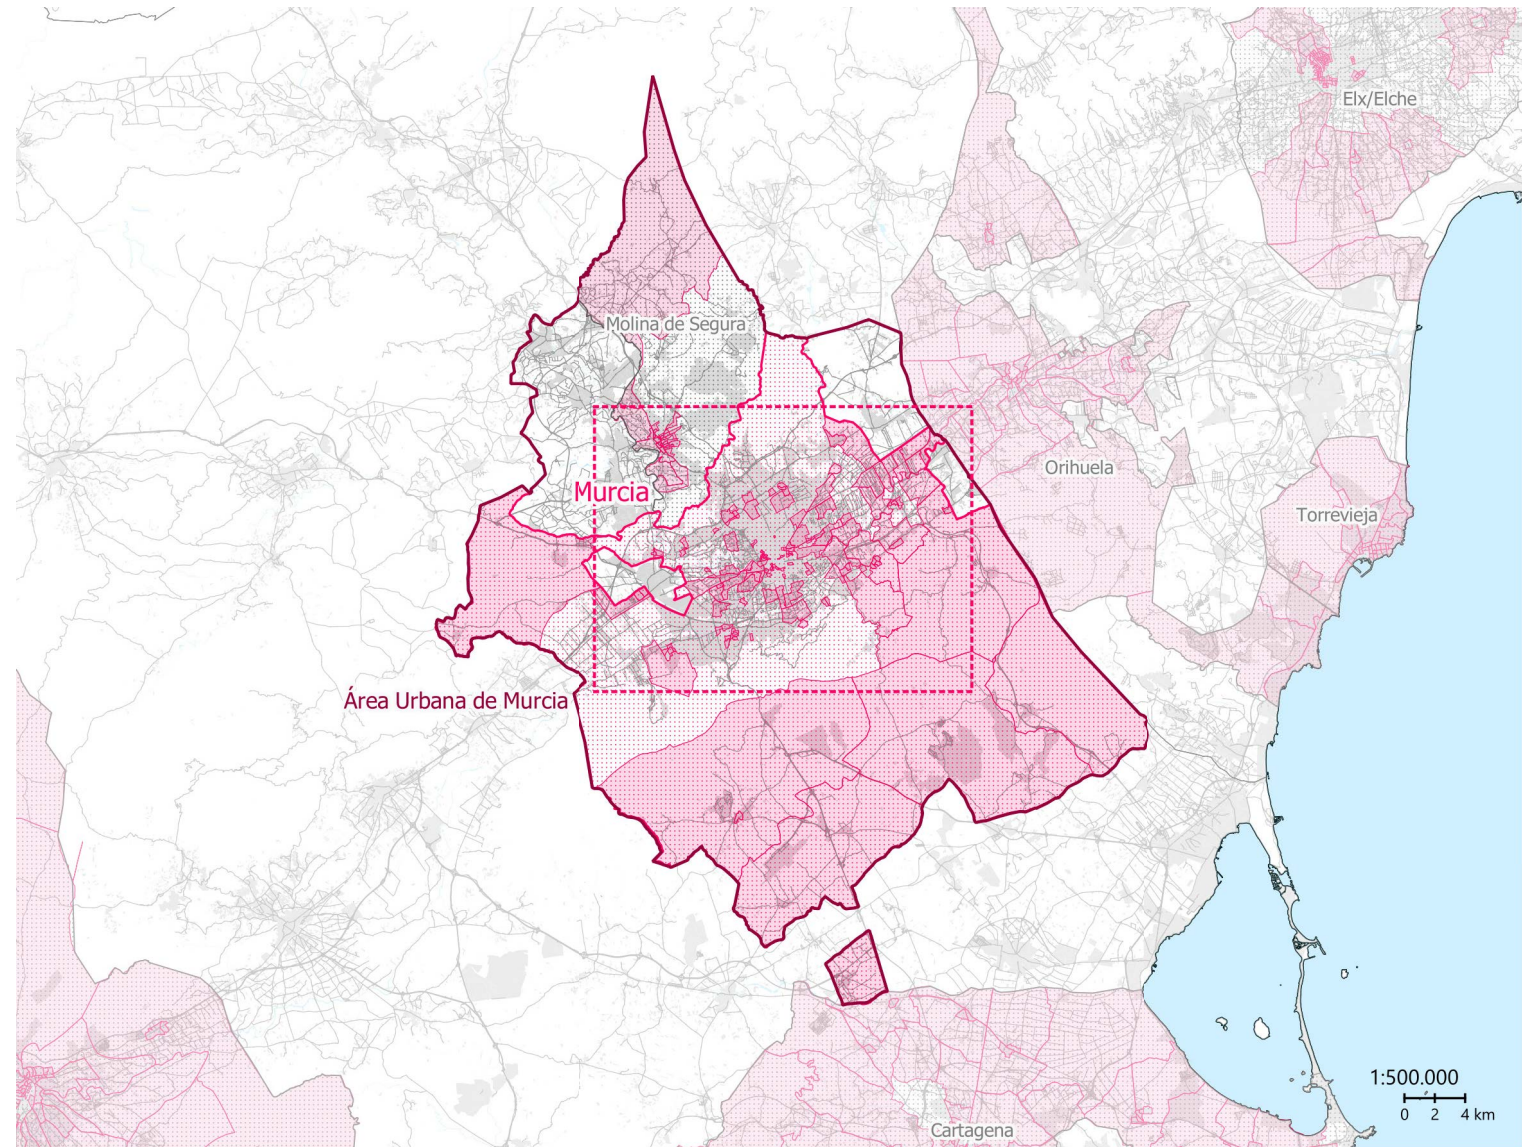 Elx/Elche
Molina de Segura
Orihuela
Murcia
Torrevieja
Área Urbana de Murcia
1:500.000
0 2 4 km
Cartagena